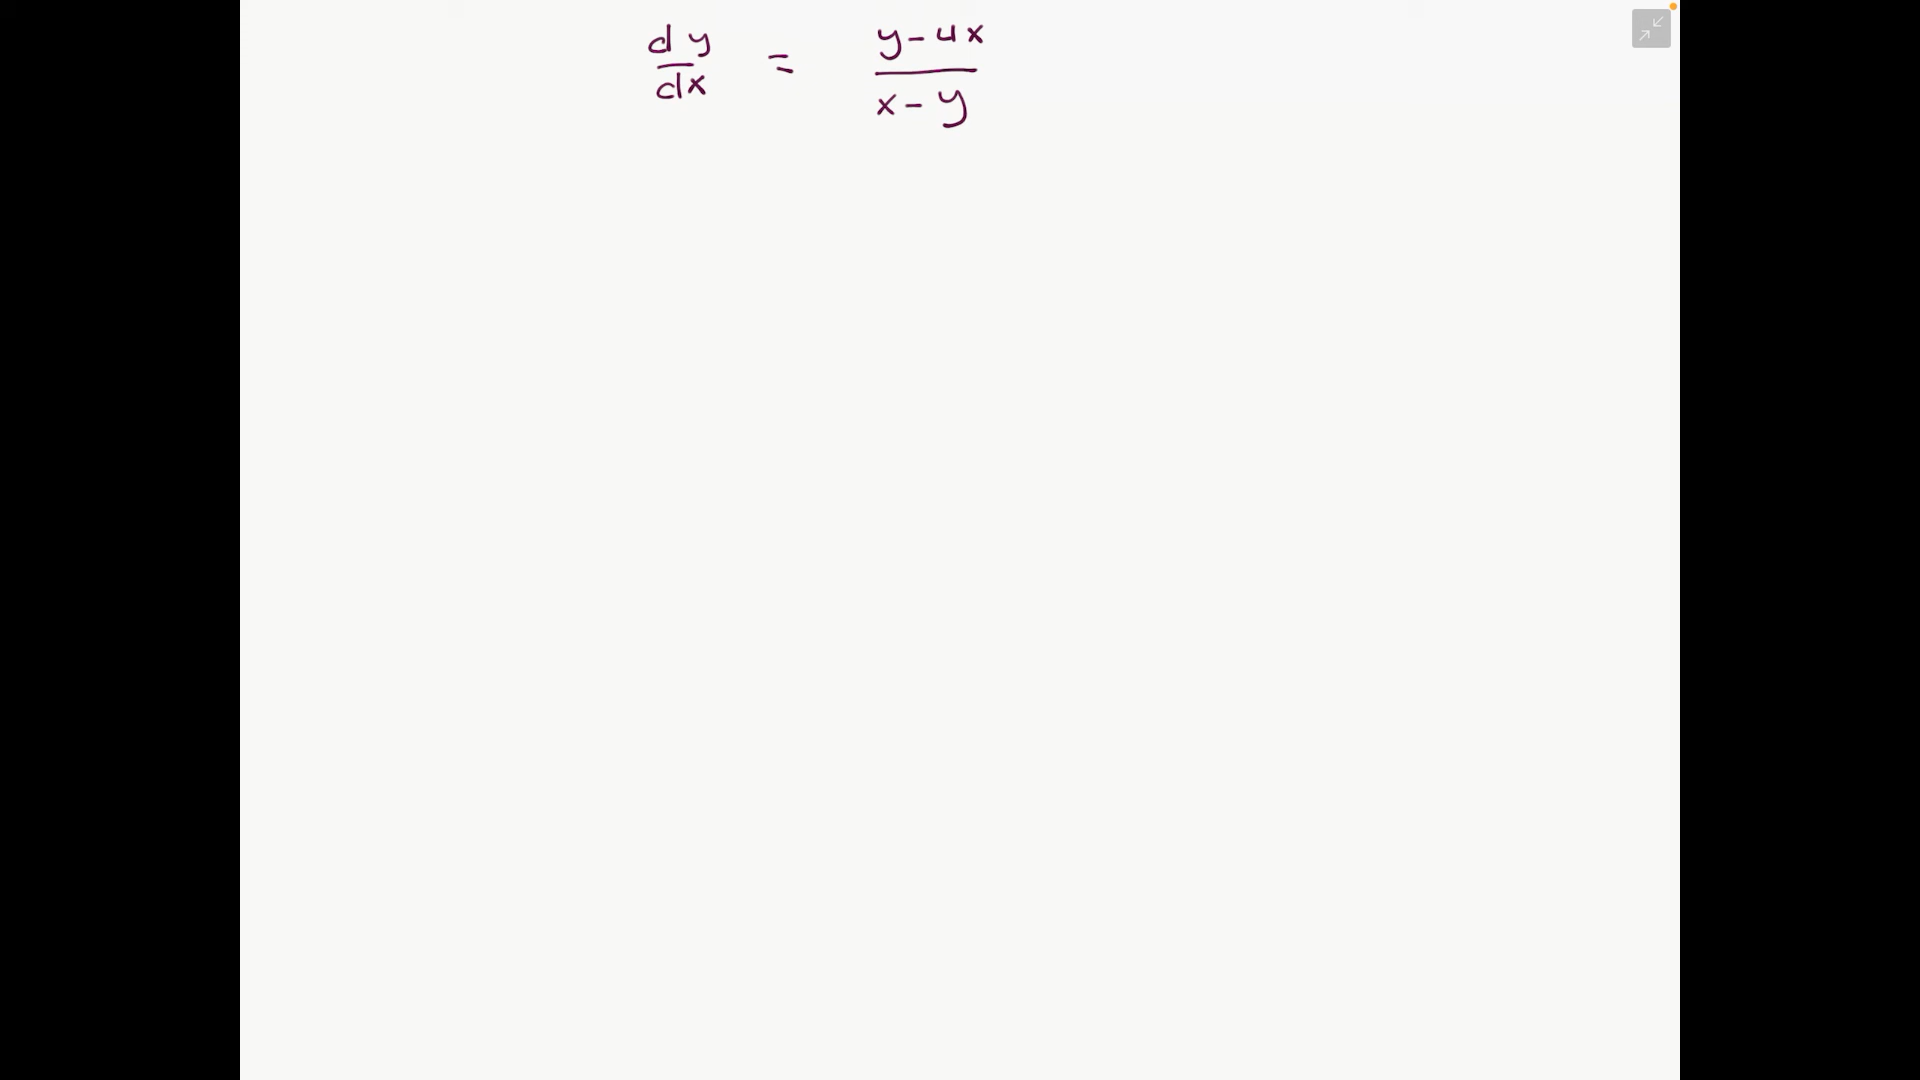 dy/dx = (y-4x)/(x-y)